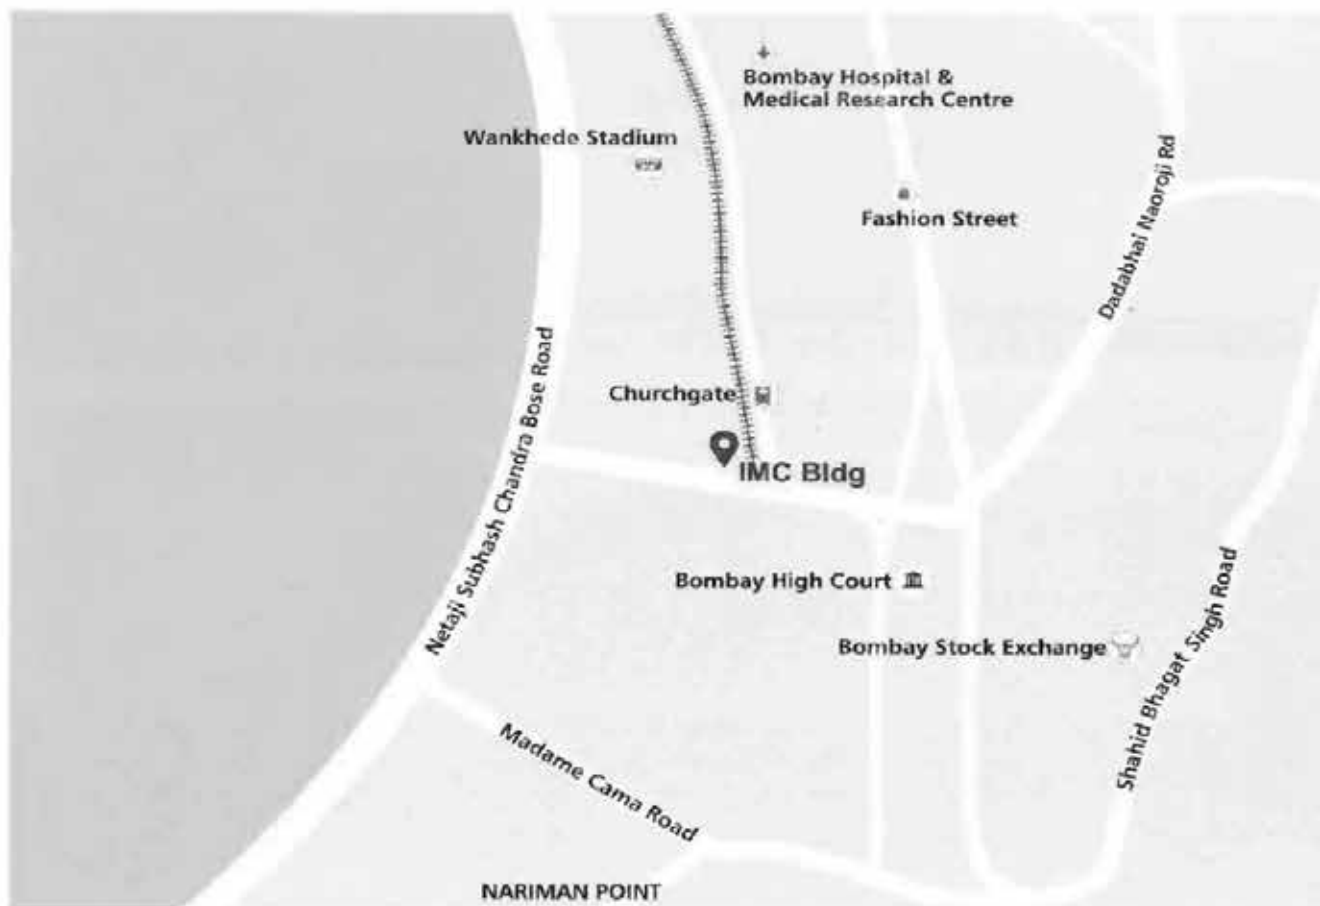 Bombay Hospital &
Medical Research Centre
Wankhede Stadium
Fashion Street
Dadabhai Naoroji Rd
Churchgate
IMC Bldg
Netaji Subhash Chandra Bose Road
Bombay High Court
Bombay Stock Exchange
Shahid Bhagat Singh Road
Madame Cama Road
NARIMAN POINT